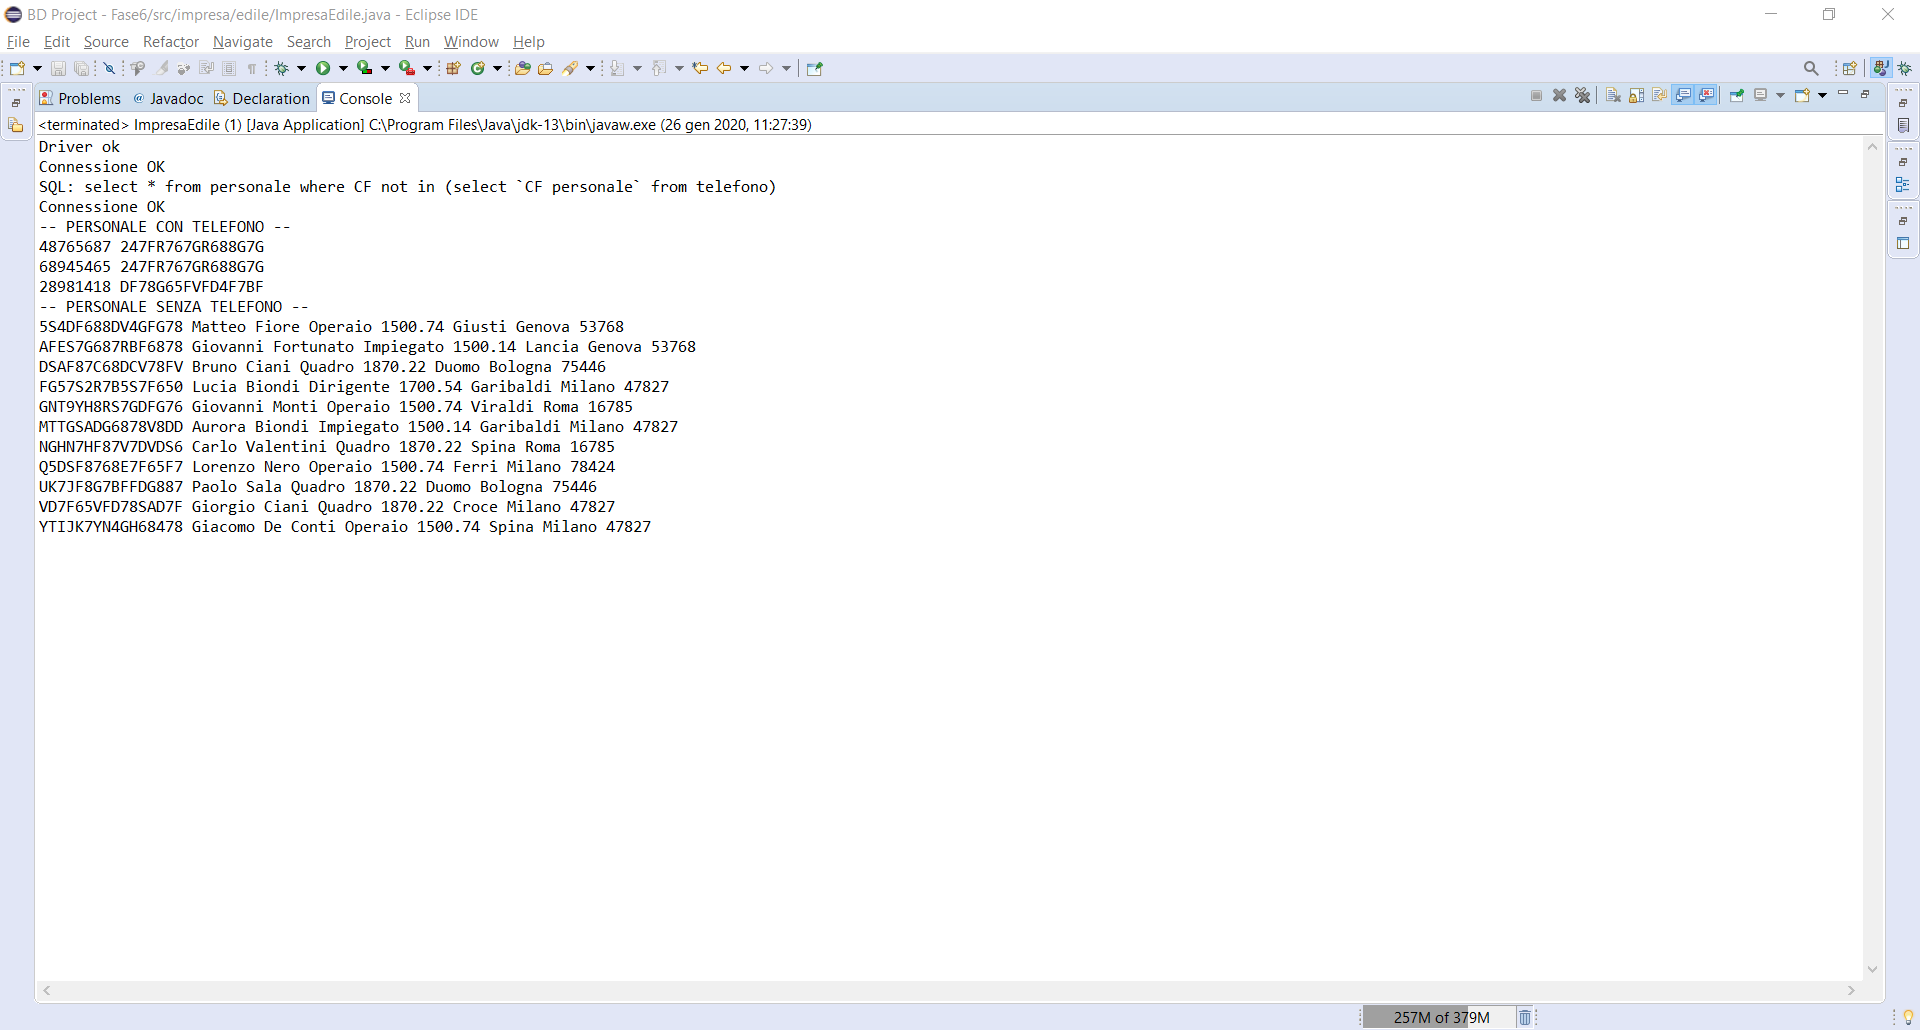 BD Project - Fase6/src/impresa/edile/ImpresaEdile.java - Eclipse IDE
File Edit Source Refactor Navigate Search Project Run Window Help
Problems @ Javadoc Declaration Console
<terminated> ImpresaEdile (1) [Java Application] C:\Program Files\Java\jdk-13\bin\javaw.exe (26 gen 2020, 11:27:39)
Driver ok
Connessione OK
SQL: select * from personale where CF not in (select `CF personale` from telefono)
Connessione OK
-- PERSONALE CON TELEFONO --
48765687 247FR767GR688G7G
68945465 247FR767GR688G7G
28981418 DF78G65FVFD4F7BF
-- PERSONALE SENZA TELEFONO --
5S4DF688DV4GFG78 Matteo Fiore Operaio 1500.74 Giusti Genova 53768
AFES7G687RBF6878 Giovanni Fortunato Impiegato 1500.14 Lancia Genova 53768
DSAF87C68DCV78FV Bruno Ciani Quadro 1870.22 Duomo Bologna 75446
FG57S2R7B5S7F650 Lucia Biondi Dirigente 1700.54 Garibaldi Milano 47827
GNT9YH8RS7GDFG76 Giovanni Monti Operaio 1500.74 Viraldi Roma 16785
MTTGSADG6878V8DD Aurora Biondi Impiegato 1500.14 Garibaldi Milano 47827
NGHN7HF87V7DVDS6 Carlo Valentini Quadro 1870.22 Spina Roma 16785
Q5DSF8768E7F65F7 Lorenzo Nero Operaio 1500.74 Ferri Milano 78424
UK7JF8G7BFFDG887 Paolo Sala Quadro 1870.22 Duomo Bologna 75446
VD7F65VFD78SAD7F Giorgio Ciani Quadro 1870.22 Croce Milano 47827
YTIJK7YN4GH68478 Giacomo De Conti Operaio 1500.74 Spina Milano 47827
257M of 379M